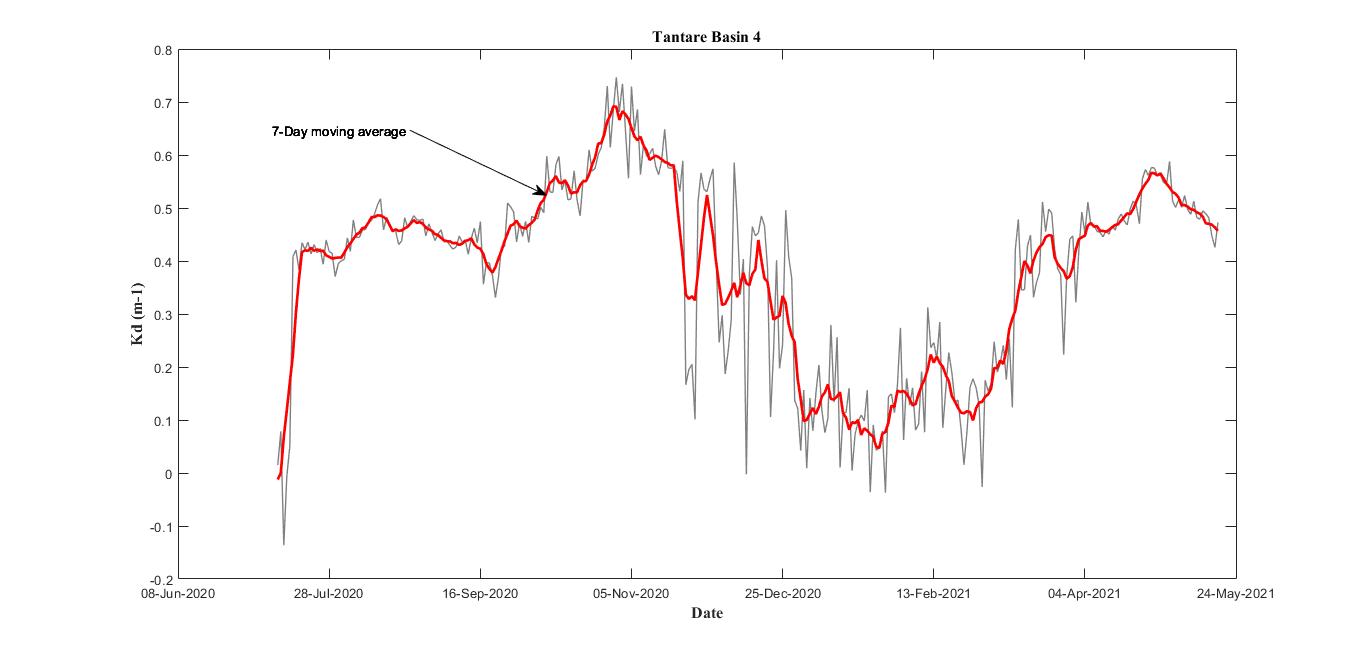 Tantare Basin 4
0.8
0.7
7-Day moving average
0.6
0.5
0.4
Kd (m-1)
0.3
0.2
0.1
0
-0.1
-0.2
08-Jun-2020 28-Jul-2020 16-Sep-2020 05-Nov-2020 25-Dec-2020 13-Feb-2021 04-Apr-2021 24-May-2021
Date